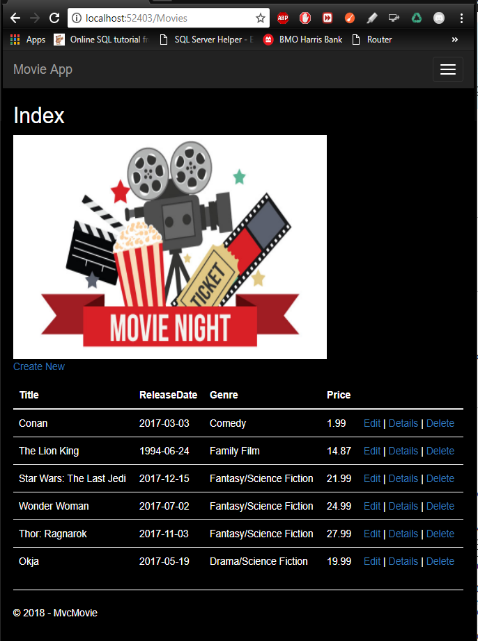 localhost:52403/Movies
ABP
Apps Online SQL tutorial f SQL Server Helper - BMO Harris Bank Router »
Movie App
Index
TICKET
MOVIE NIGHT
Create New
Title ReleaseDate Genre Price
Conan 2017-03-03 Comedy 1.99 Edit | Details | Delete
The Lion King 1994-06-24 Family Film 14.87 Edit | Details | Delete
Star Wars: The Last Jedi 2017-12-15 Fantasy/Science Fiction 21.99 Edit | Details | Delete
Wonder Woman 2017-07-02 Fantasy/Science Fiction 24.99 Edit | Details | Delete
Thor: Ragnarok 2017-11-03 Fantasy/Science Fiction 27.99 Edit | Details | Delete
Okja 2017-05-19 Drama/Science Fiction 19.99 Edit | Details | Delete
© 2018 - MvcMovie